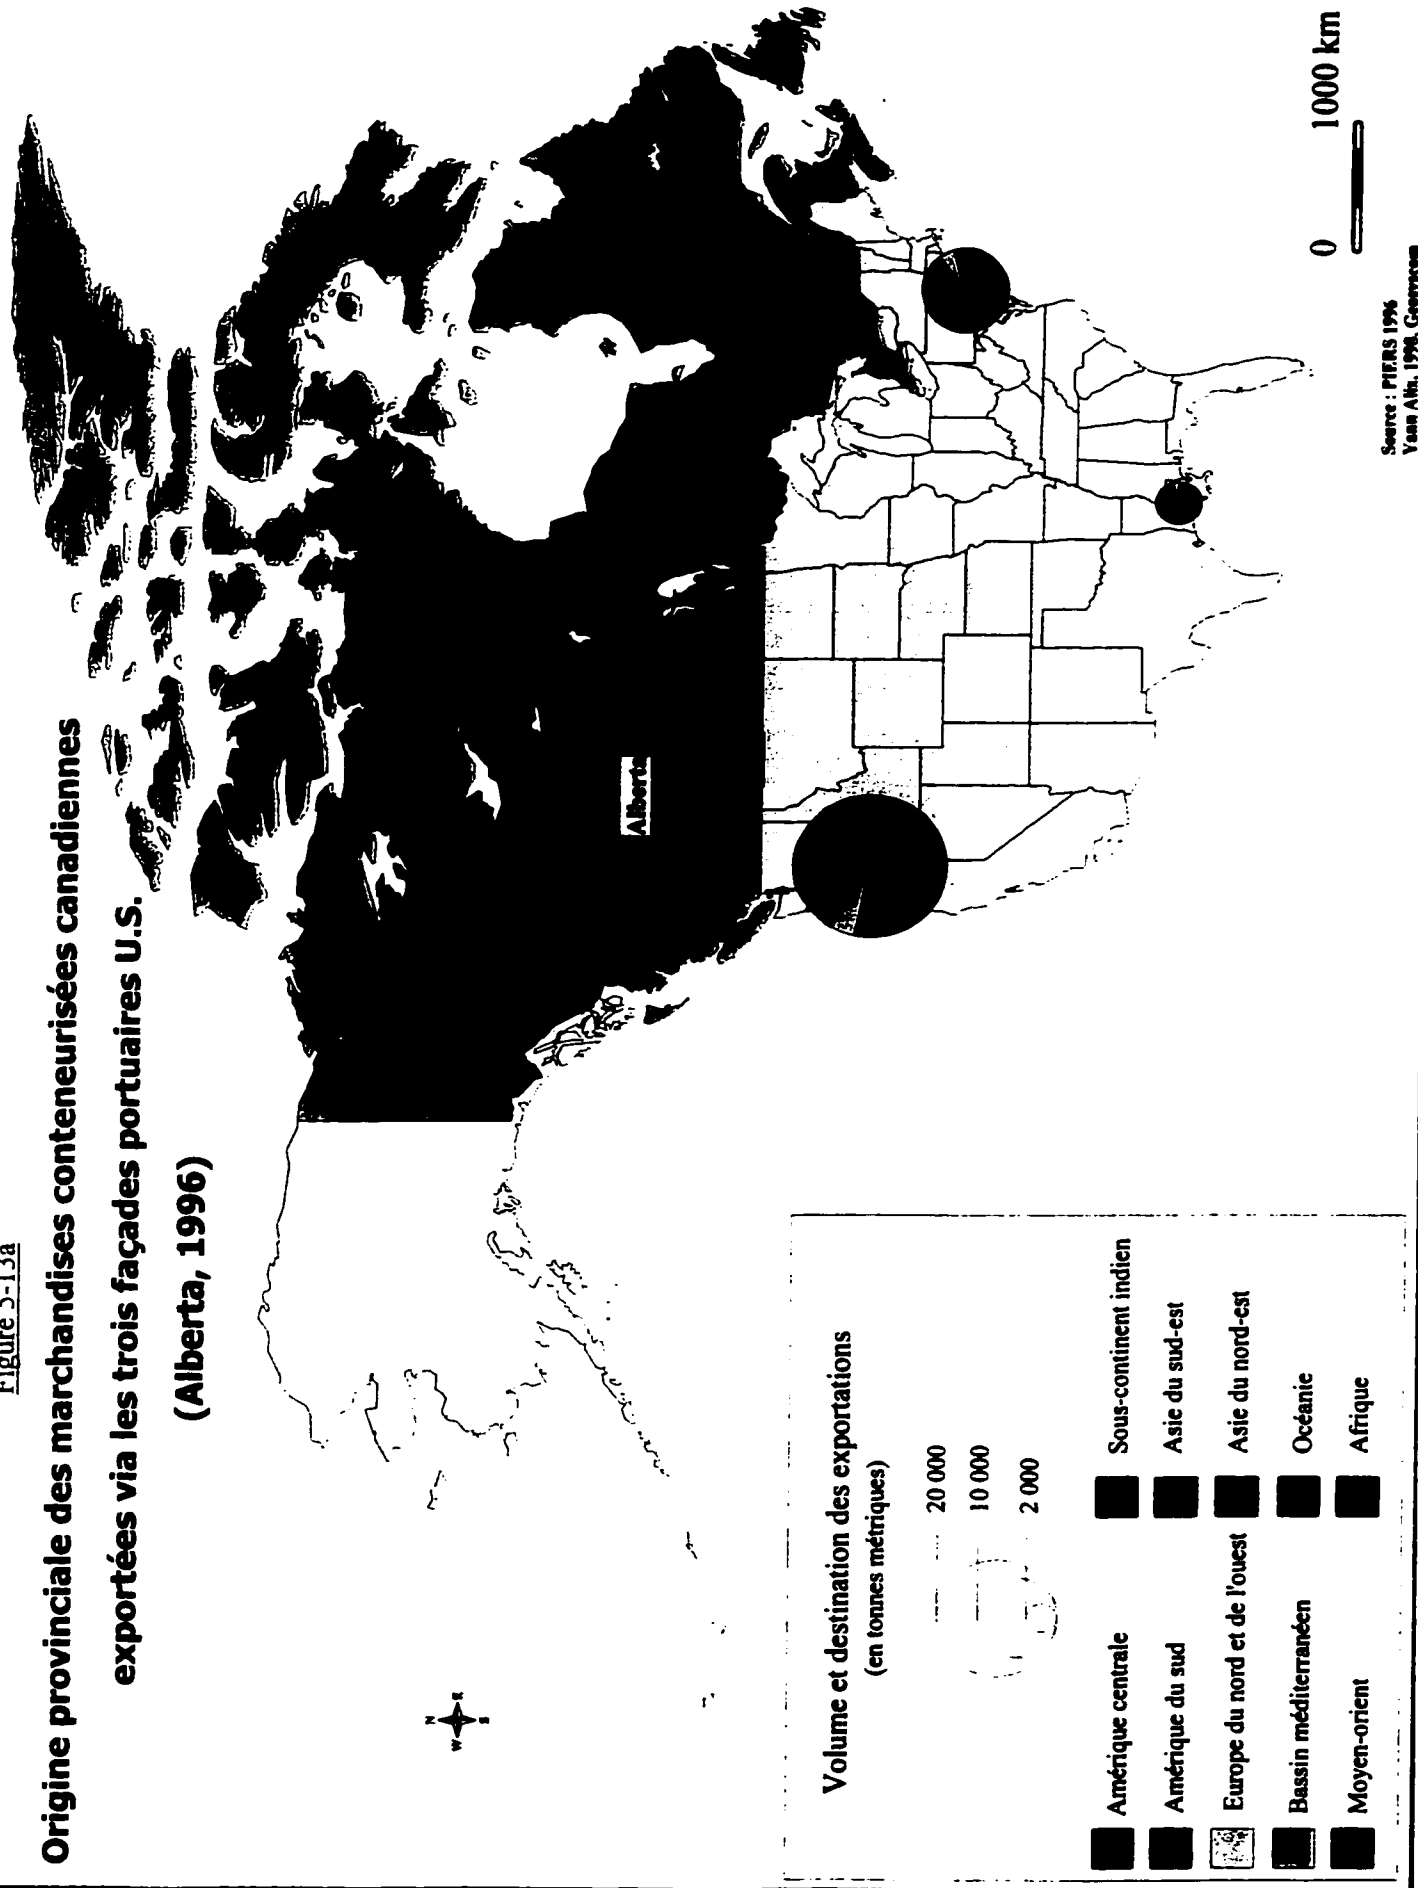 Figure 5-13a
Origine provinciale des marchandises conteneurisées canadiennes
exportées via les trois façades portuaires U.S.
(Alberta, 1996)
Alberta
N
W
E
S
Volume et destination des exportations
(en tonnes métriques)
20 000
10 000
2 000
Amérique centrale
Amérique du sud
Europe du nord et de l'ouest
Bassin méditerranéen
Moyen-orient
Sous-continent indien
Asie du sud-est
Asie du nord-est
Océanie
Afrique
0 1000 km
Source : PIERS 1996